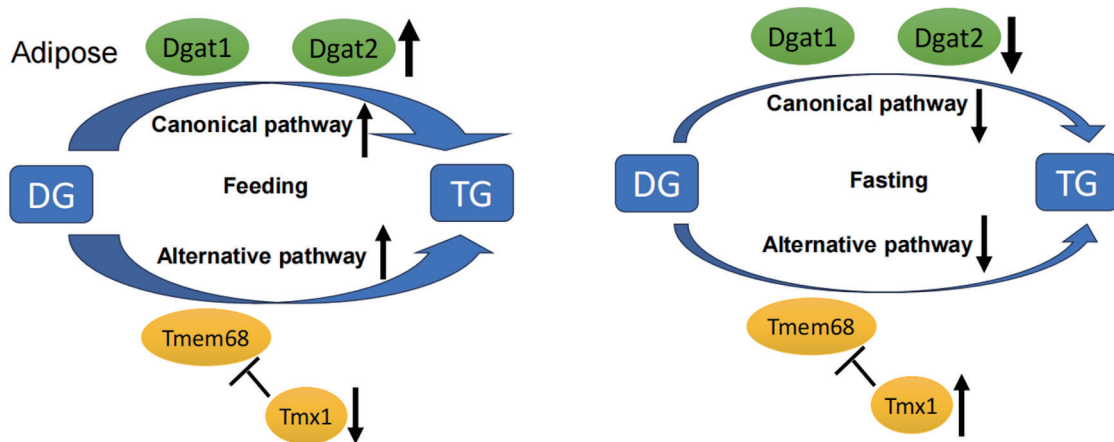 Adipose
Dgat1
Dgat2
Canonical pathway
DG
Feeding
TG
Alternative pathway
Tmem68
Tmx1
Dgat1
Dgat2
Canonical pathway
DG
Fasting
TG
Alternative pathway
Tmem68
Tmx1